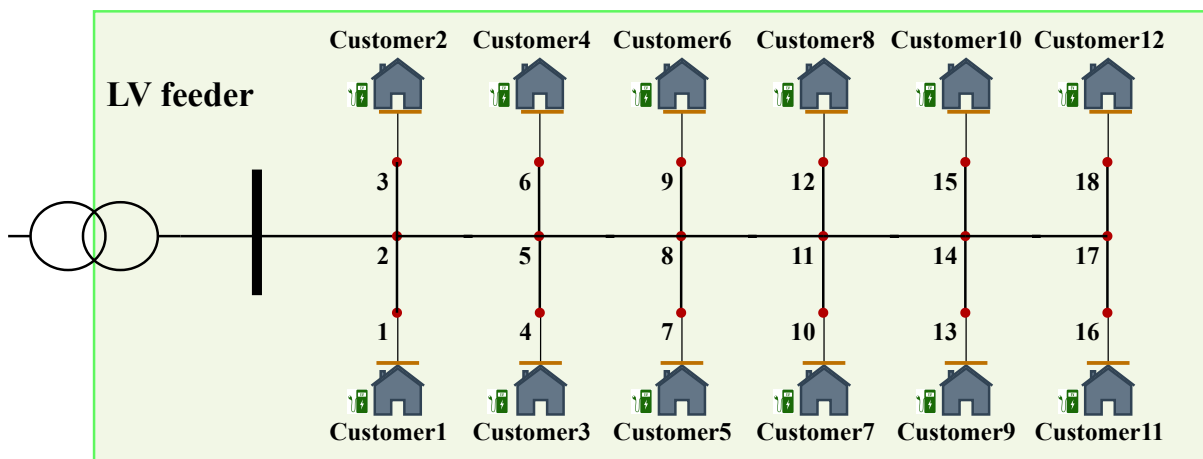 Customer2 Customer4 Customer6 Customer8 Customer10 Customer12
LV feeder
3 6 9 12 15 18
2 5 8 11 14 17
1 4 7 10 13 16
Customer1 Customer3 Customer5 Customer7 Customer9 Customer11